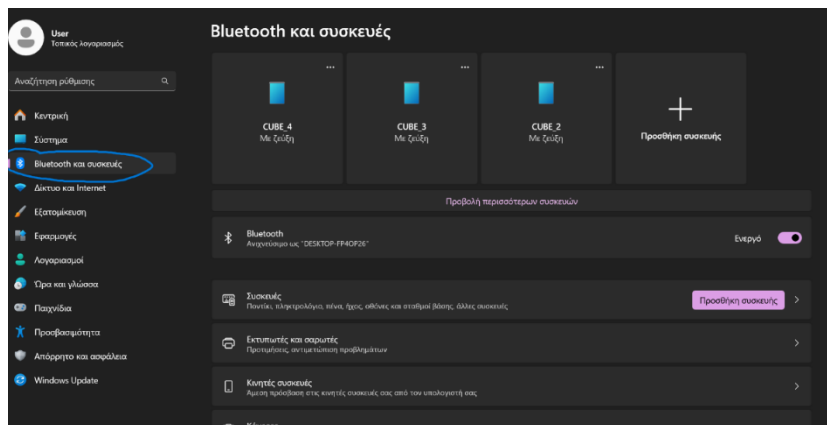 User
Τοπικός λογαριασμός
Αναζήτηση ρύθμισης
Κεντρική
Σύστημα
Bluetooth και συσκευές
Δίκτυο και Internet
Εξατομίκευση
Εφαρμογές
Λογαριασμοί
Ώρα και γλώσσα
Παιχνίδια
Προσβασιμότητα
Απόρρητο και ασφάλεια
Windows Update
Bluetooth και συσκευές
CUBE_4
Με ζεύξη
CUBE_3
Με ζεύξη
CUBE_2
Με ζεύξη
Προσθήκη συσκευής
Προβολή περισσότερων συσκευών
Bluetooth
Ανιχνεύσιμο ως "DESKTOP-FP4OP26"
Ενεργό
Συσκευές
Ποντίκι, πληκτρολόγιο, πένα, ήχος, οθόνες και σταθμοί βάσης, άλλες συσκευές
Προσθήκη συσκευής
Εκτυπωτές και σαρωτές
Προτιμήσεις, αντιμετώπιση προβλημάτων
Κινητές συσκευές
Άμεση πρόσβαση στις κινητές συσκευές σας από τον υπολογιστή σας